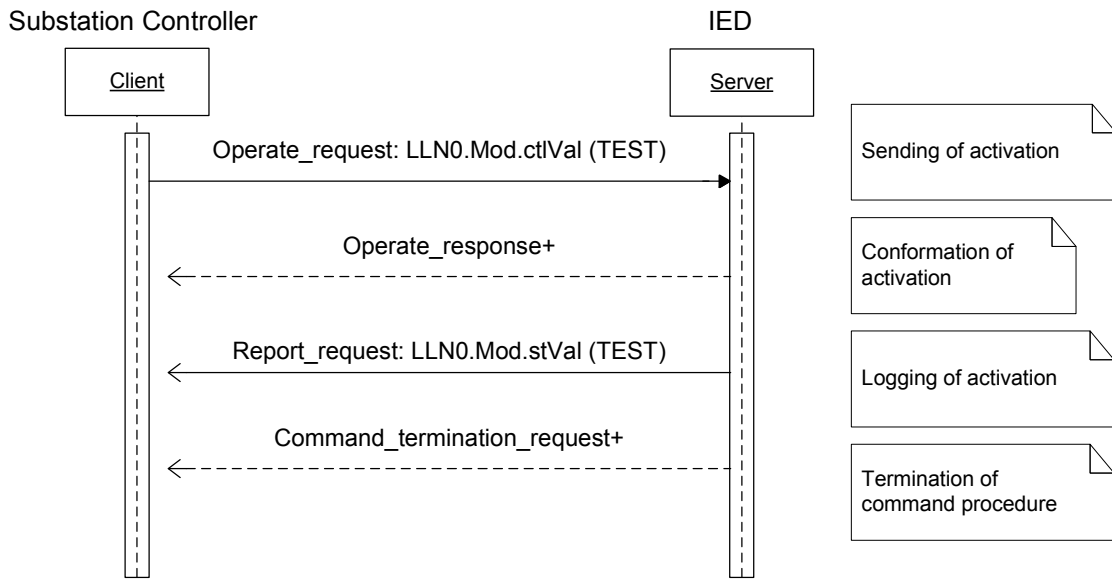 Substation Controller
IED
Client
Server
Operate_request: LLN0.Mod.ctlVal (TEST)
Sending of activation
Operate_response+
Conformation of
activation
Report_request: LLN0.Mod.stVal (TEST)
Logging of activation
Command_termination_request+
Termination of
command procedure